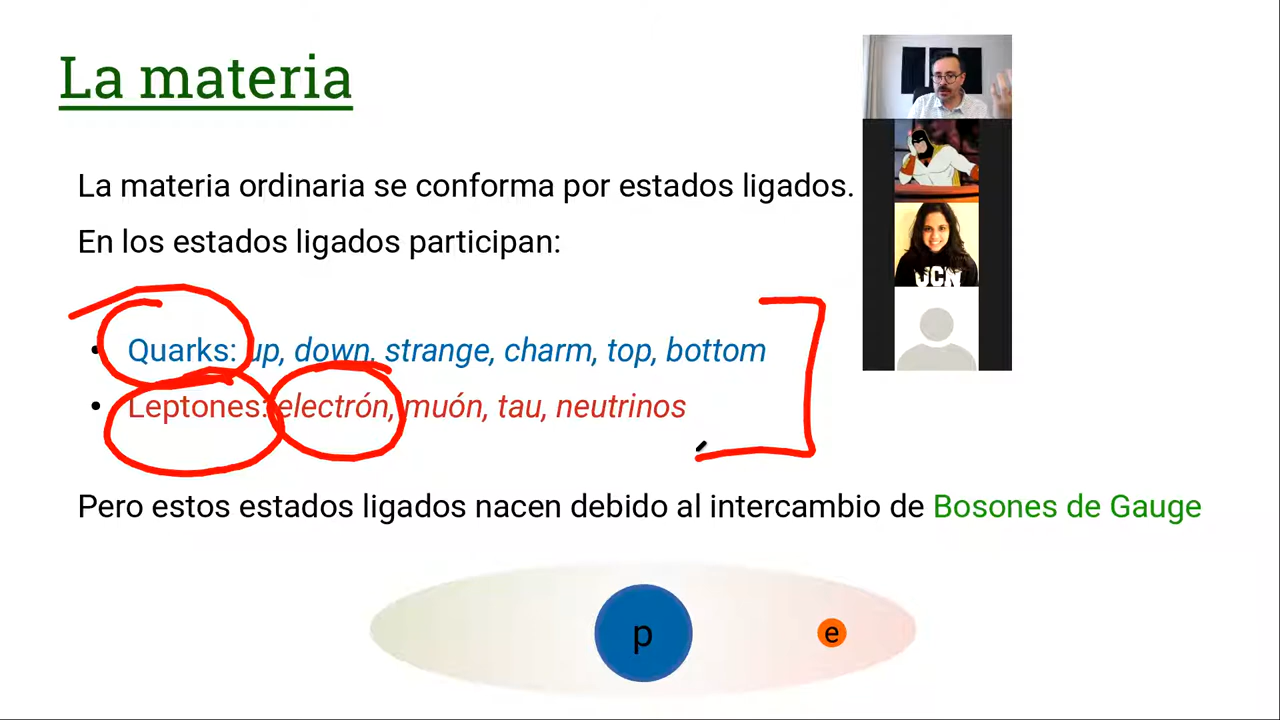 La materia
La materia ordinaria se conforma por estados ligados.
En los estados ligados participan:
• Quarks: up, down, strange, charm, top, bottom
• Leptones: electrón, muón, tau, neutrinos
Pero estos estados ligados nacen debido al intercambio de Bosones de Gauge
p
e
UCN